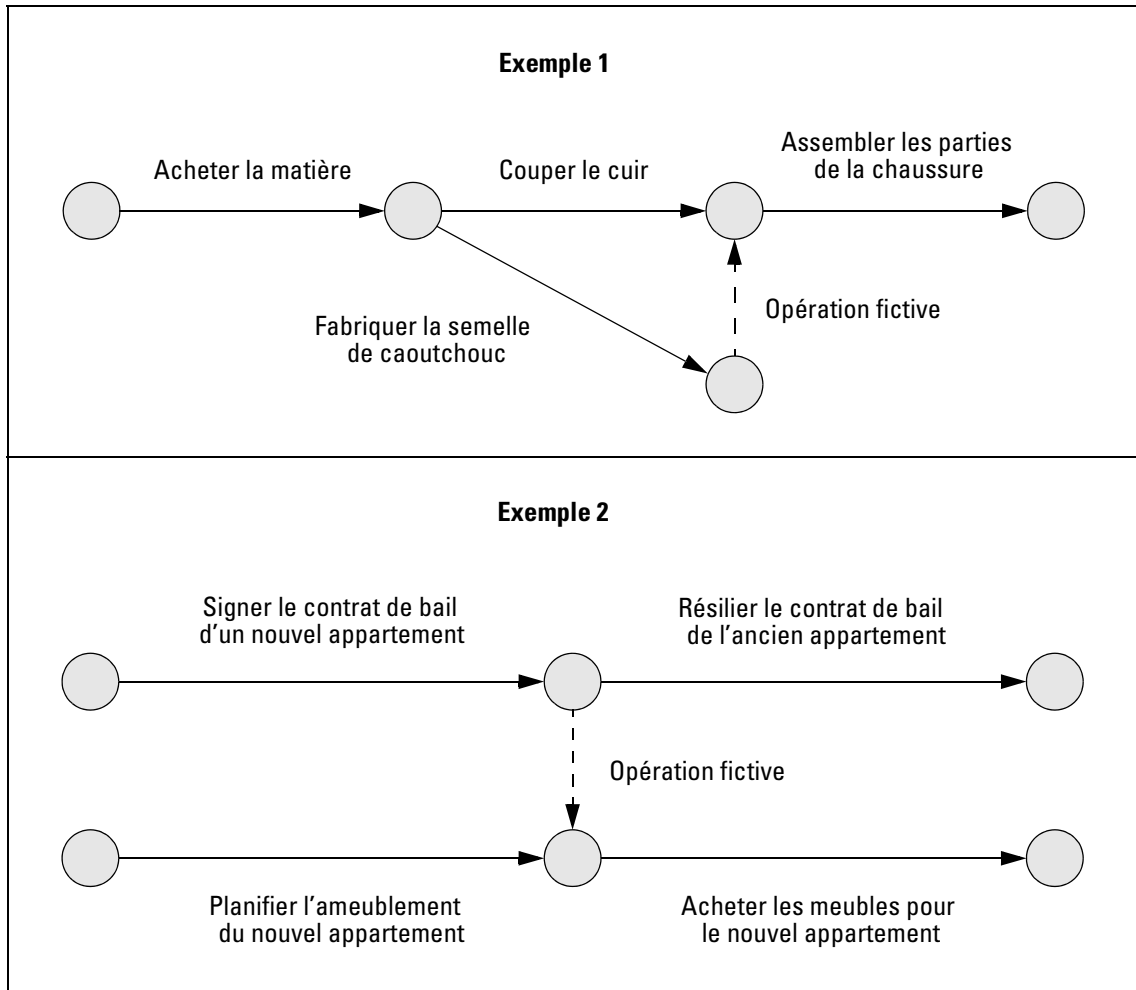 Exemple 1
Acheter la matière
Couper le cuir
Assembler les parties
de la chaussure
Fabriquer la semelle
de caoutchouc
Opération fictive
Exemple 2
Signer le contrat de bail
d'un nouvel appartement
Résilier le contrat de bail
de l'ancien appartement
Opération fictive
Planifier l'ameublement
du nouvel appartement
Acheter les meubles pour
le nouvel appartement